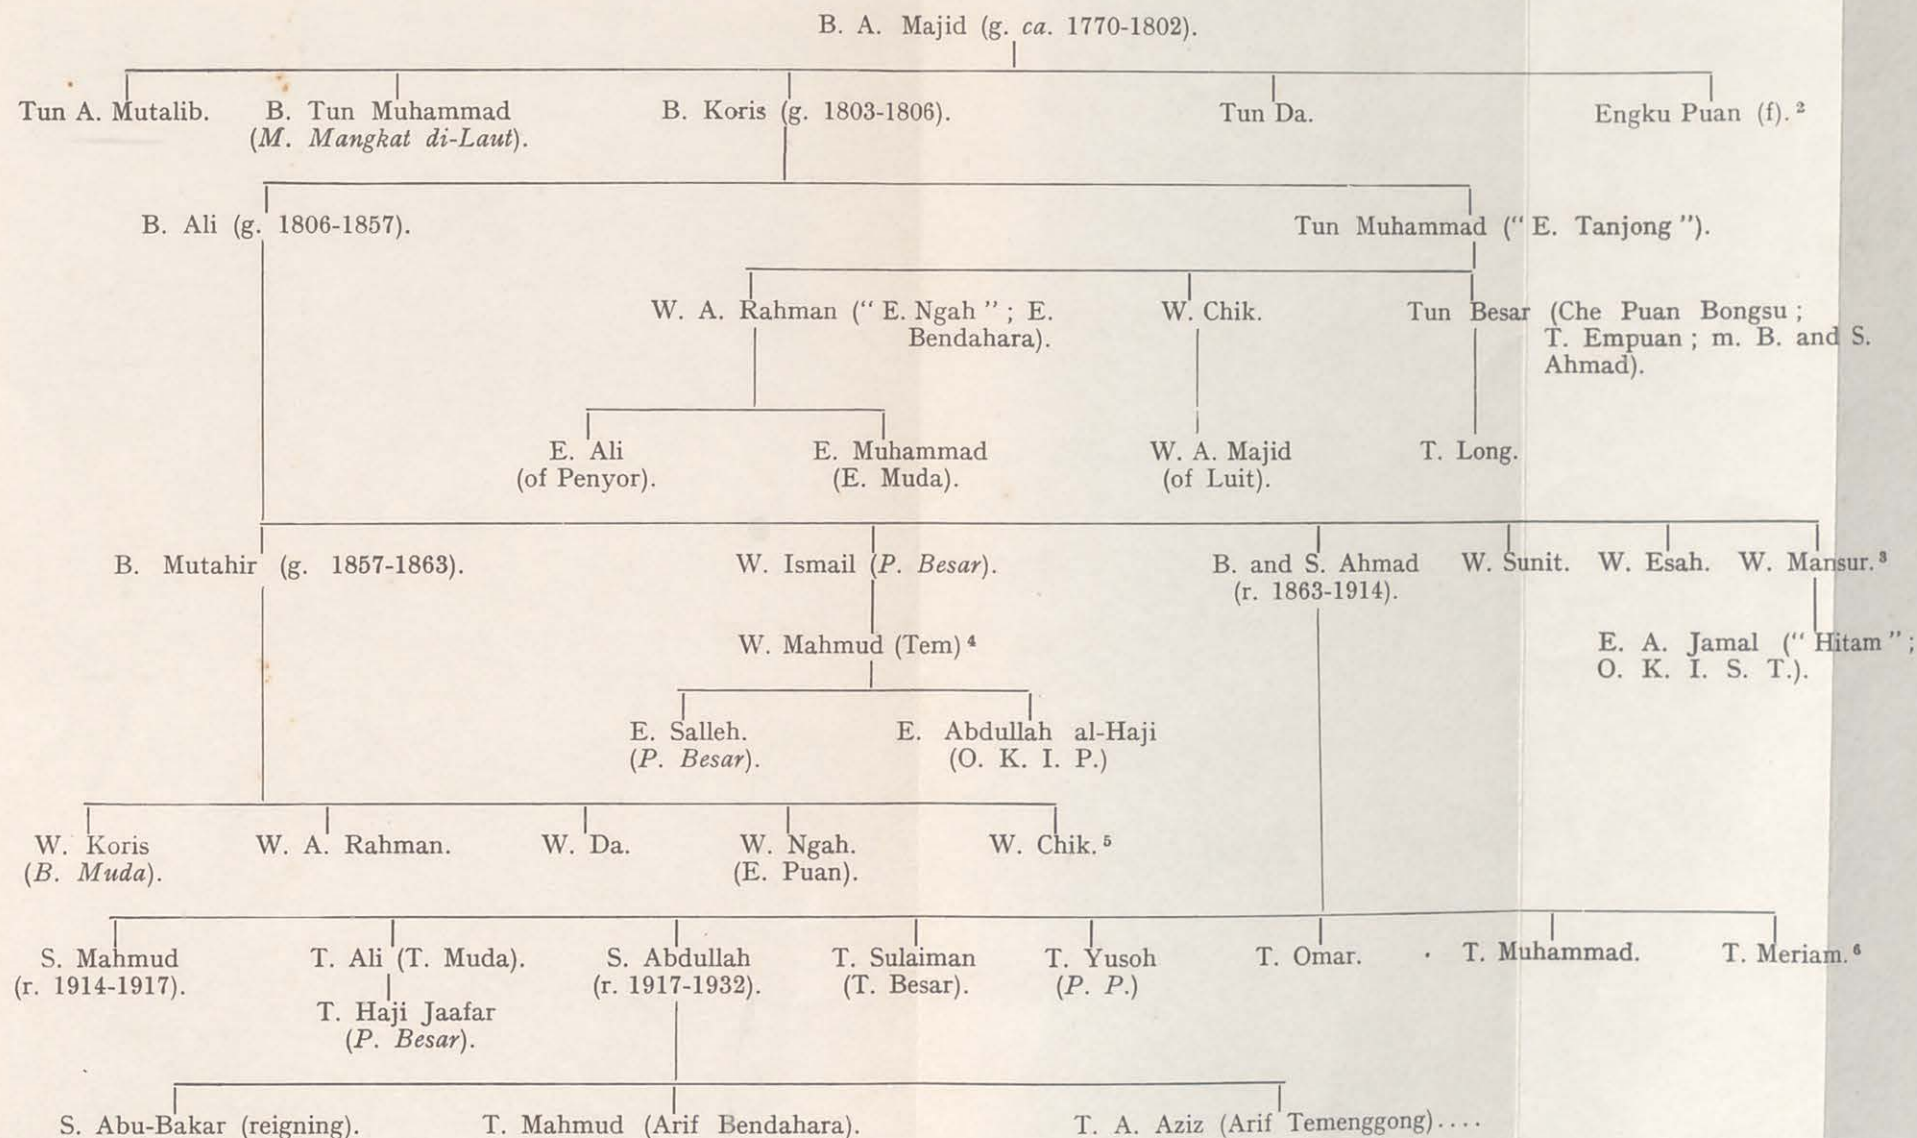 B. A. Majid (g. ca. 1770-1802).
Tun A. Mutalib. B. Tun Muhammad B. Koris (g. 1803-1806). Tun Da. Engku Puan (f). ²
(M. Mangkat di-Laut).
B. Ali (g. 1806-1857). Tun Muhammad (“ E. Tanjong ”).
W. A. Rahman (“ E. Ngah ” ; E. W. Chik. Tun Besar (Che Puan Bongsu ;
Bendahara). T. Empuan ; m. B. and S.
Ahmad).
E. Ali E. Muhammad W. A. Majid T. Long.
(of Penyor). (E. Muda). (of Luit).
B. Mutahir (g. 1857-1863). W. Ismail (P. Besar). B. and S. Ahmad W. Sunit. W. Esah. W. Mansur. ³
(r. 1863-1914).
W. Mahmud (Tem) ⁴ E. A. Jamal (“ Hitam ” ;
O. K. I. S. T.).
E. Salleh. E. Abdullah al-Haji
(P. Besar). (O. K. I. P.)
W. Koris W. A. Rahman. W. Da. W. Ngah. W. Chik. ⁵
(B. Muda). (E. Puan).
S. Mahmud T. Ali (T. Muda). S. Abdullah T. Sulaiman T. Yusoh T. Omar. T. Muhammad. T. Meriam. ⁶
(r. 1914-1917). (r. 1917-1932). (T. Besar). (P. P.)
T. Haji Jaafar
(P. Besar).
S. Abu-Bakar (reigning). T. Mahmud (Arif Bendahara). T. A. Aziz (Arif Temenggong)....